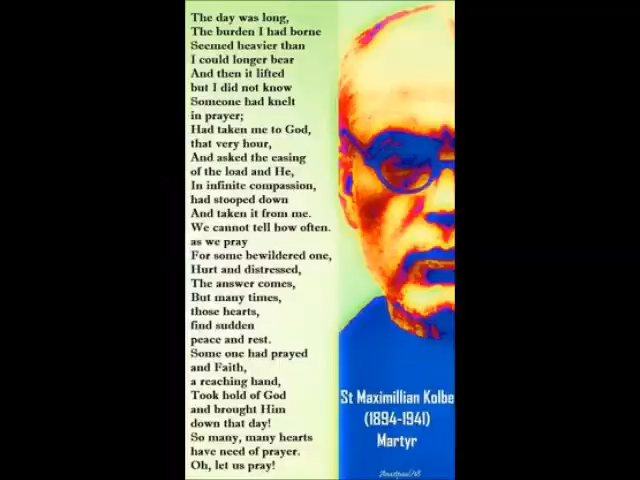 The day was long,
The burden I had borne
Seemed heavier than
I could longer bear
And then it lifted
but I did not know
Someone had knelt
in prayer;
Had taken me to God,
that very hour,
And asked the easing
of the load and He,
In infinite compassion,
had stooped down
And taken it from me.
We cannot tell how often.
as we pray
For some bewildered one,
Hurt and distressed,
The answer comes,
But many times,
those hearts,
find sudden
peace and rest.
Some one had prayed
and Faith,
a reaching hand,
Took hold of God
and brought Him
down that day!
So many, many hearts
have need of prayer.
Oh, let us pray!
St Maximillian Kolbe
(1894-1941)
Martyr